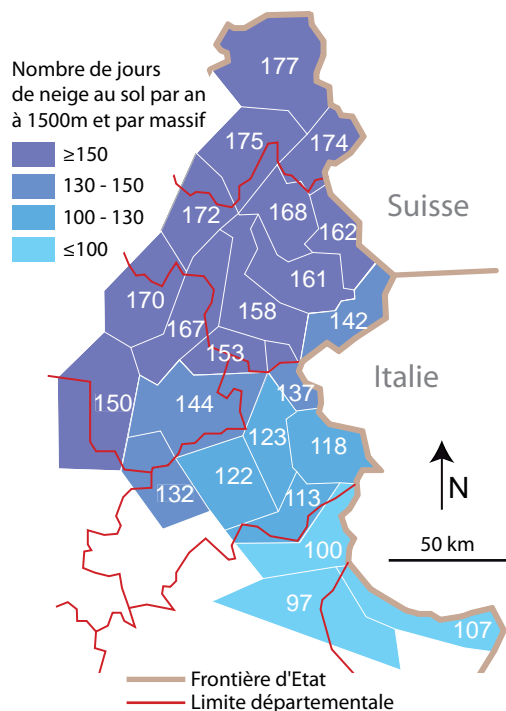 Nombre de jours
de neige au sol par an
à 1500m et par massif
≥150
130 - 150
100 - 130
≤100
177
175
174
172
168
162
Suisse
161
170
158
167
142
153
Italie
137
150
144
123
118
122
132
113
N
100
50 km
97
107
Frontière d'Etat
Limite départementale